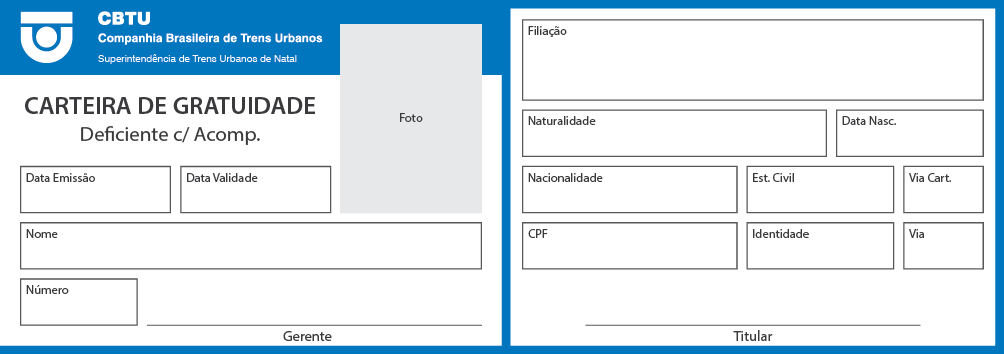 CBTU
Companhia Brasileira de Trens Urbanos
Superintendência de Trens Urbanos de Natal
CARTEIRA DE GRATUIDADE
Deficiente c/ Acomp.
Foto
Data Emissão
Data Validade
Nome
Número
Gerente
Filiação
Naturalidade
Data Nasc.
Nacionalidade
Est. Civil
Via Cart.
CPF
Identidade
Via
Titular